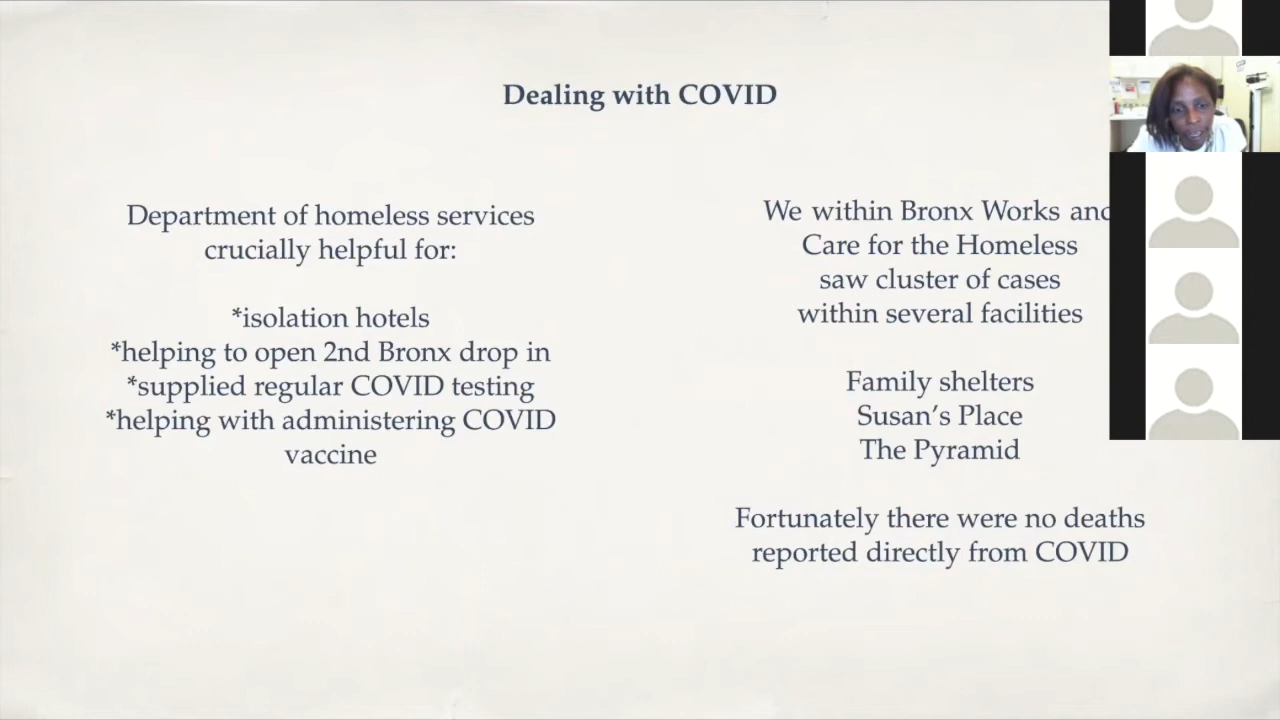 Dealing with COVID
Department of homeless services
crucially helpful for:
*isolation hotels
*helping to open 2nd Bronx drop in
*supplied regular COVID testing
*helping with administering COVID
vaccine
We within Bronx Works and
Care for the Homeless
saw cluster of cases
within several facilities
Family shelters
Susan’s Place
The Pyramid
Fortunately there were no deaths
reported directly from COVID